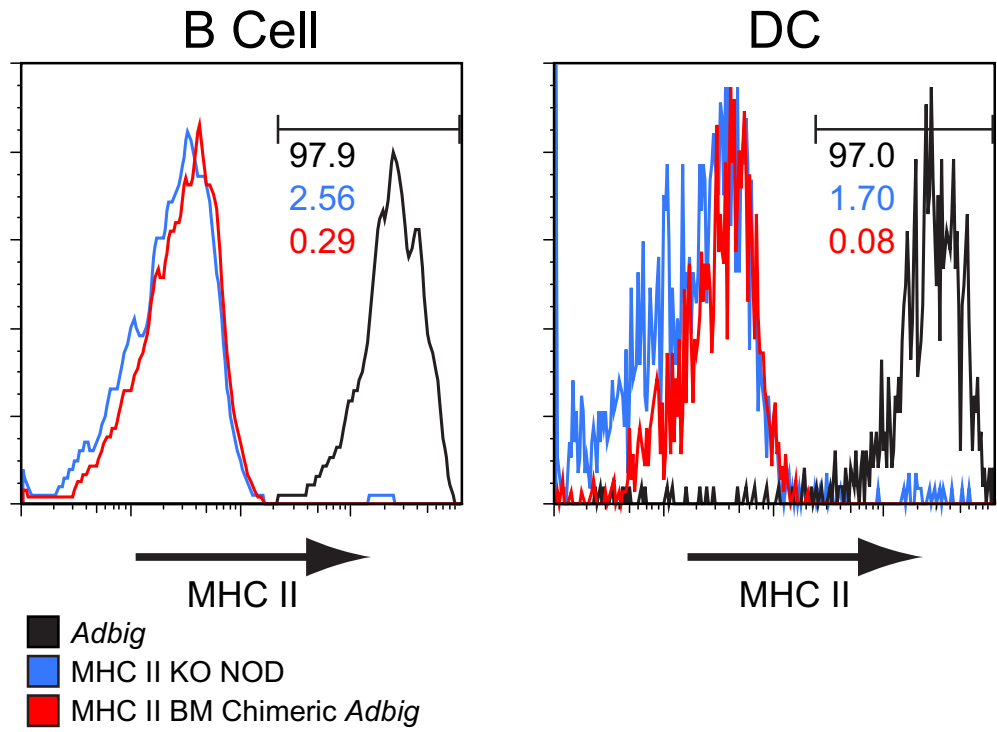 B Cell
DC
97.9
2.56
0.29
97.0
1.70
0.08
MHC II
MHC II
Adbig
MHC II KO NOD
MHC II BM Chimeric Adbig